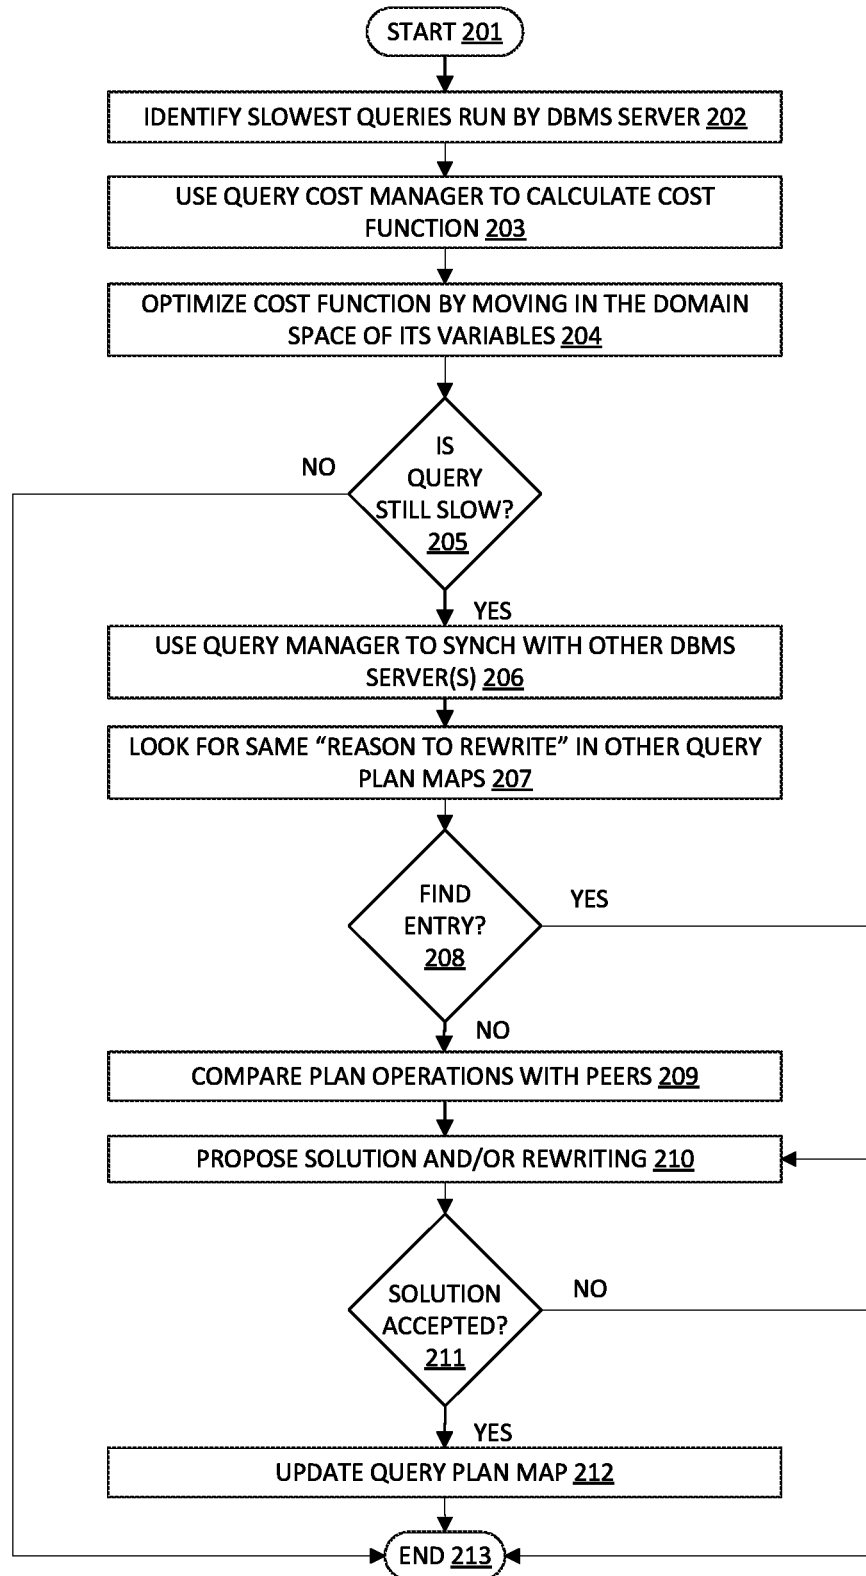 START 201
IDENTIFY SLOWEST QUERIES RUN BY DBMS SERVER 202
USE QUERY COST MANAGER TO CALCULATE COST
FUNCTION 203
OPTIMIZE COST FUNCTION BY MOVING IN THE DOMAIN
SPACE OF ITS VARIABLES 204
IS
QUERY
STILL SLOW?
205
NO
YES
USE QUERY MANAGER TO SYNCH WITH OTHER DBMS
SERVER(S) 206
LOOK FOR SAME “REASON TO REWRITE” IN OTHER QUERY
PLAN MAPS 207
FIND
ENTRY?
208
YES
NO
COMPARE PLAN OPERATIONS WITH PEERS 209
PROPOSE SOLUTION AND/OR REWRITING 210
SOLUTION
ACCEPTED?
211
NO
YES
UPDATE QUERY PLAN MAP 212
END 213